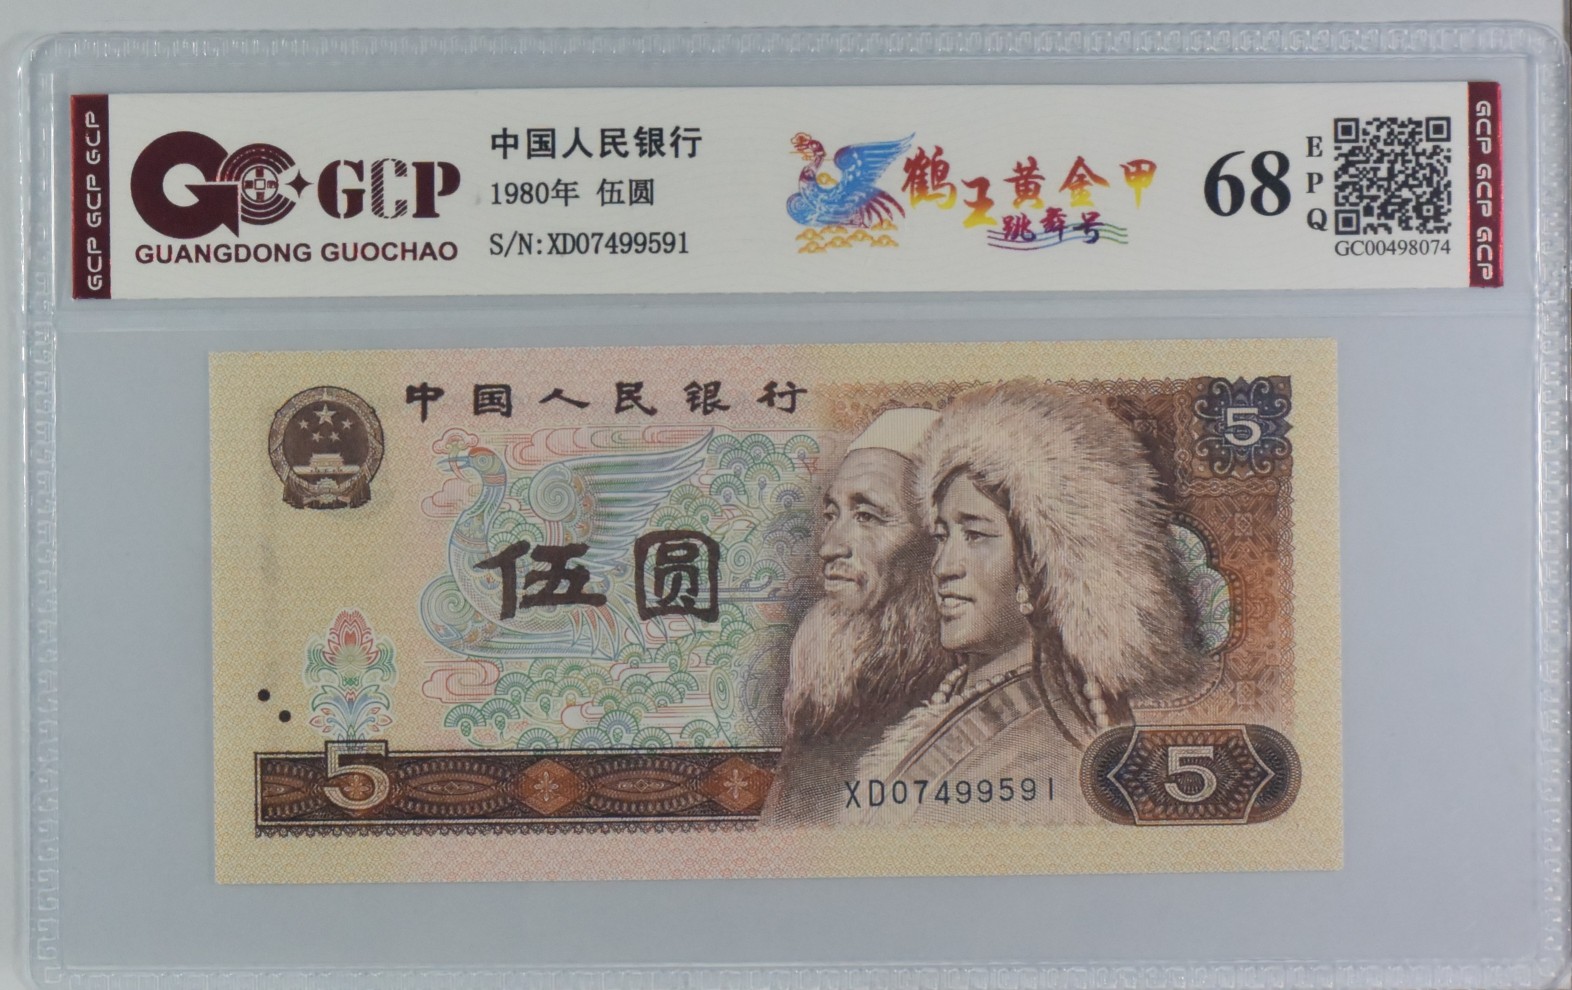 GCP GCP GCP
GCP
GUANGDONG GUOCHAO
中国人民银行
1980年 伍圆
S/N:XD07499591
鹤王黄金甲
跳舞号
68
EPQ
GC00498074
GCP GCP GCP
中国人民银行
5
伍圆
5
XD07499591
5